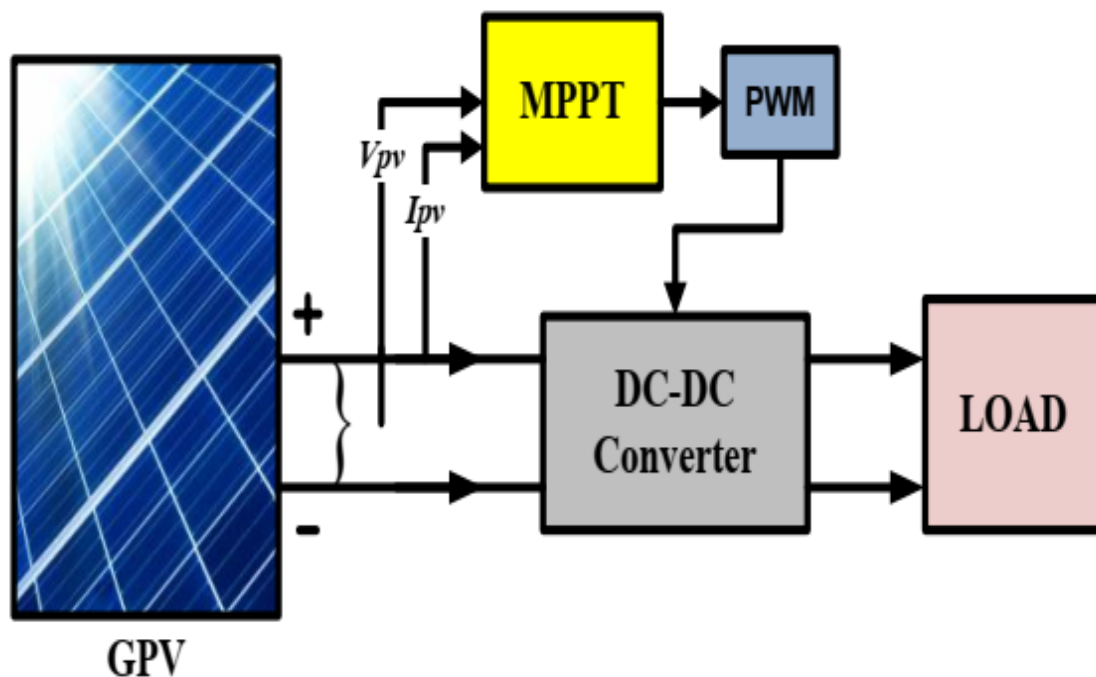 MPPT
PWM
Vpv
Ipv
+
DC-DC
Converter
LOAD
-
GPV